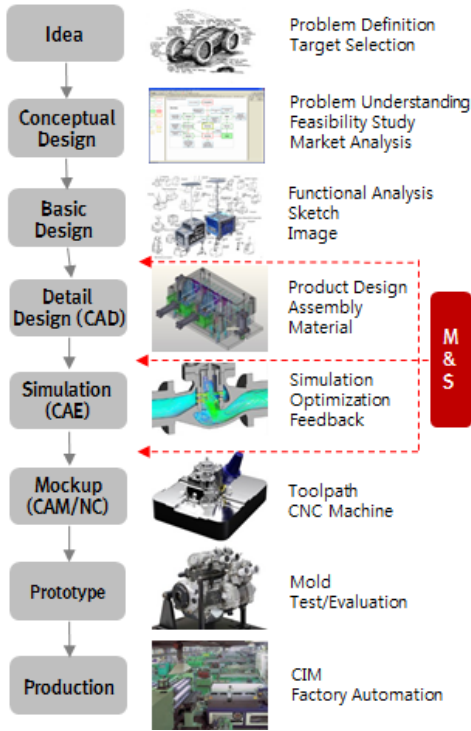 Idea
Problem Definition
Target Selection
Conceptual
Design
Problem Understanding
Feasibility Study
Market Analysis
Basic
Design
Functional Analysis
Sketch
Image
Detail
Design (CAD)
Product Design
Assembly
Material
M
&
S
Simulation
(CAE)
Simulation
Optimization
Feedback
Mockup
(CAM/NC)
Toolpath
CNC Machine
Prototype
Mold
Test/Evaluation
Production
CIM
Factory Automation